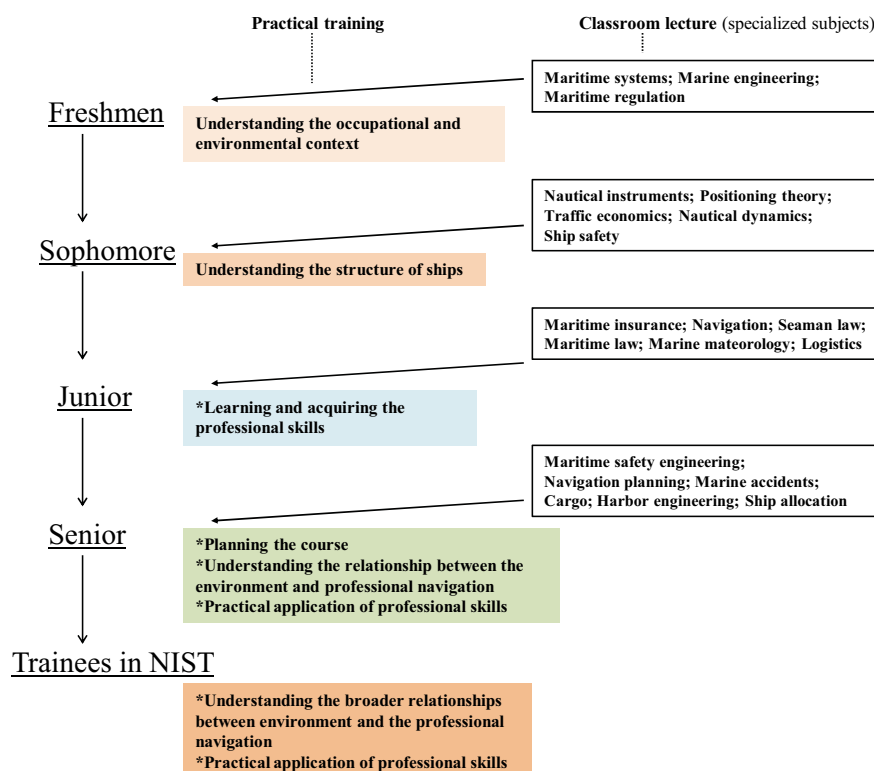 Practical training
Classroom lecture (specialized subjects)
Maritime systems; Marine engineering;
Maritime regulation
Freshmen
Understanding the occupational and
environmental context
Nautical instruments; Positioning theory;
Traffic economics; Nautical dynamics;
Ship safety
Sophomore
Understanding the structure of ships
Maritime insurance; Navigation; Seaman law;
Maritime law; Marine mateorology; Logistics
Junior
*Learning and acquiring the
professional skills
Maritime safety engineering;
Navigation planning; Marine accidents;
Cargo; Harbor engineering; Ship allocation
Senior
*Planning the course
*Understanding the relationship between the
environment and professional navigation
*Practical application of professional skills
Trainees in NIST
*Understanding the broader relationships
between environment and the professional
navigation
*Practical application of professional skills